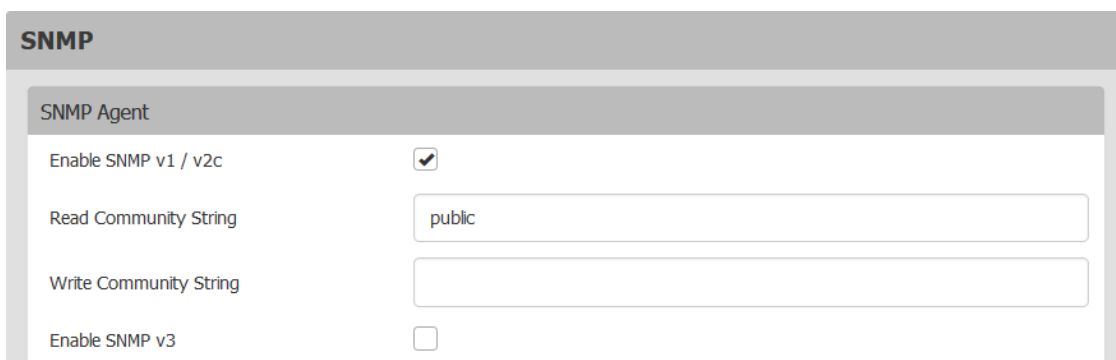 SNMP
SNMP Agent
Enable SNMP v1 / v2c
Read Community String public
Write Community String
Enable SNMP v3